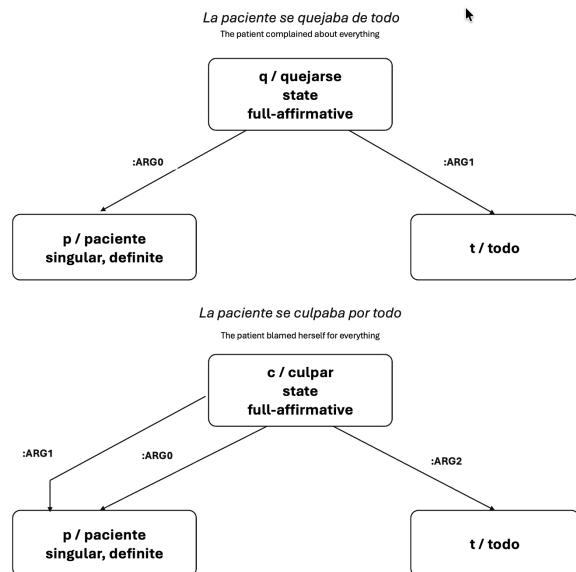 La paciente se quejaba de todo
The patient complained about everything
q / quejarse
state
full-affirmative
:ARG0
:ARG1
p / paciente
singular, definite
t / todo
La paciente se culpaba por todo
The patient blamed herself for everything
c / culpar
state
full-affirmative
:ARG1
:ARG0
:ARG2
p / paciente
singular, definite
t / todo